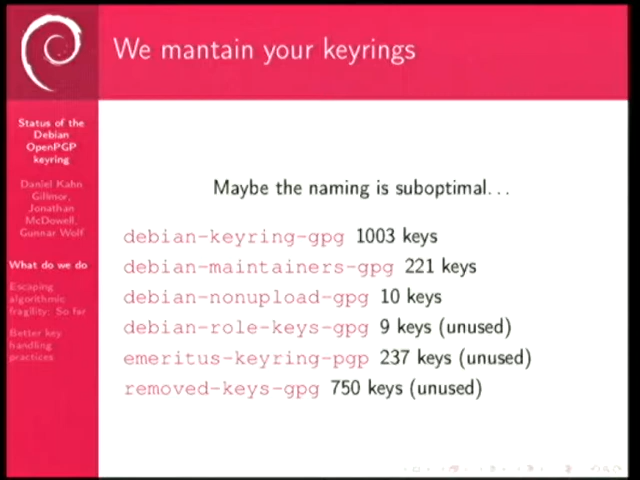 We mantain your keyrings
Status of the
Debian
OpenPGP
keyring
Daniel Kahn
Gillmor,
Jonathan
McDowell,
Gunnar Wolf
What do we do
Escaping
algorithmic
fragility: So far
Better key
handling
practices
Maybe the naming is suboptimal...
debian-keyring-gpg 1003 keys
debian-maintainers-gpg 221 keys
debian-nonupload-gpg 10 keys
debian-role-keys-gpg 9 keys (unused)
emeritus-keyring-pgp 237 keys (unused)
removed-keys-gpg 750 keys (unused)